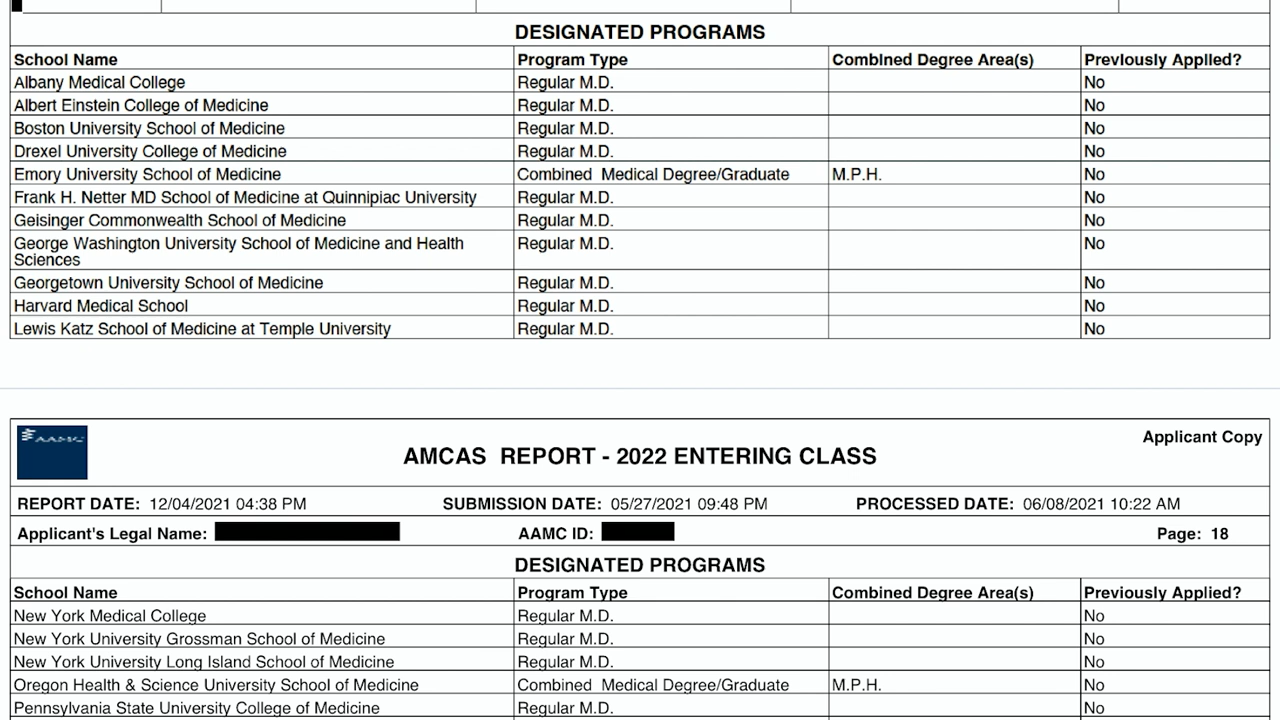 DESIGNATED PROGRAMS
School Name Program Type Combined Degree Area(s) Previously Applied?
Albany Medical College Regular M.D. No
Albert Einstein College of Medicine Regular M.D. No
Boston University School of Medicine Regular M.D. No
Drexel University College of Medicine Regular M.D. No
Emory University School of Medicine Combined Medical Degree/Graduate M.P.H. No
Frank H. Netter MD School of Medicine at Quinnipiac University Regular M.D. No
Geisinger Commonwealth School of Medicine Regular M.D. No
George Washington University School of Medicine and Health Regular M.D. No
Sciences
Georgetown University School of Medicine Regular M.D. No
Harvard Medical School Regular M.D. No
Lewis Katz School of Medicine at Temple University Regular M.D. No
AAMC
Applicant Copy
AMCAS REPORT - 2022 ENTERING CLASS
REPORT DATE: 12/04/2021 04:38 PM SUBMISSION DATE: 05/27/2021 09:48 PM PROCESSED DATE: 06/08/2021 10:22 AM
Applicant's Legal Name: AAMC ID: Page: 18
DESIGNATED PROGRAMS
School Name Program Type Combined Degree Area(s) Previously Applied?
New York Medical College Regular M.D. No
New York University Grossman School of Medicine Regular M.D. No
New York University Long Island School of Medicine Regular M.D. No
Oregon Health & Science University School of Medicine Combined Medical Degree/Graduate M.P.H. No
Pennsylvania State University College of Medicine Regular M.D. No